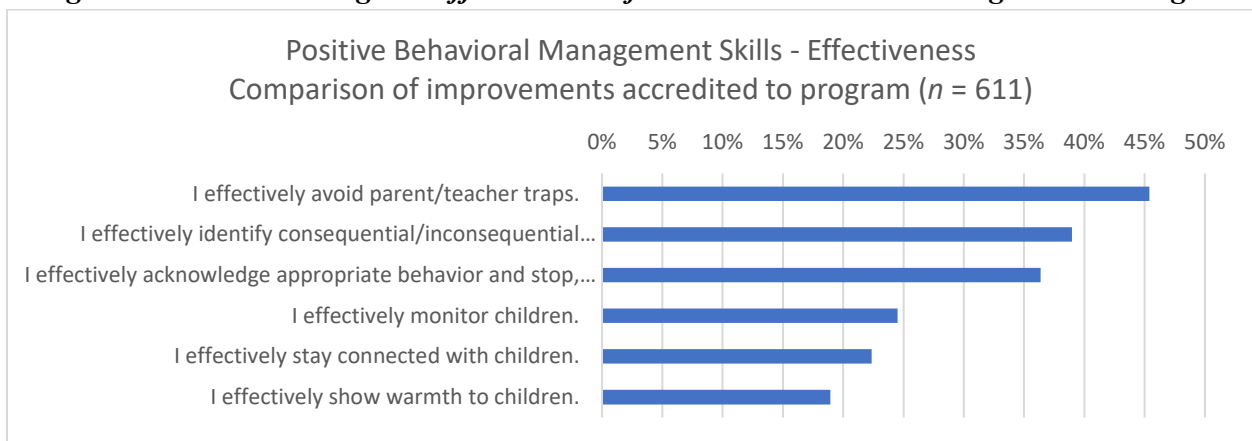 Positive Behavioral Management Skills - Effectiveness
Comparison of improvements accredited to program (n = 611)
0% 5% 10% 15% 20% 25% 30% 35% 40% 45% 50%
I effectively avoid parent/teacher traps.
I effectively identify consequential/inconsequential…
I effectively acknowledge appropriate behavior and stop,…
I effectively monitor children.
I effectively stay connected with children.
I effectively show warmth to children.